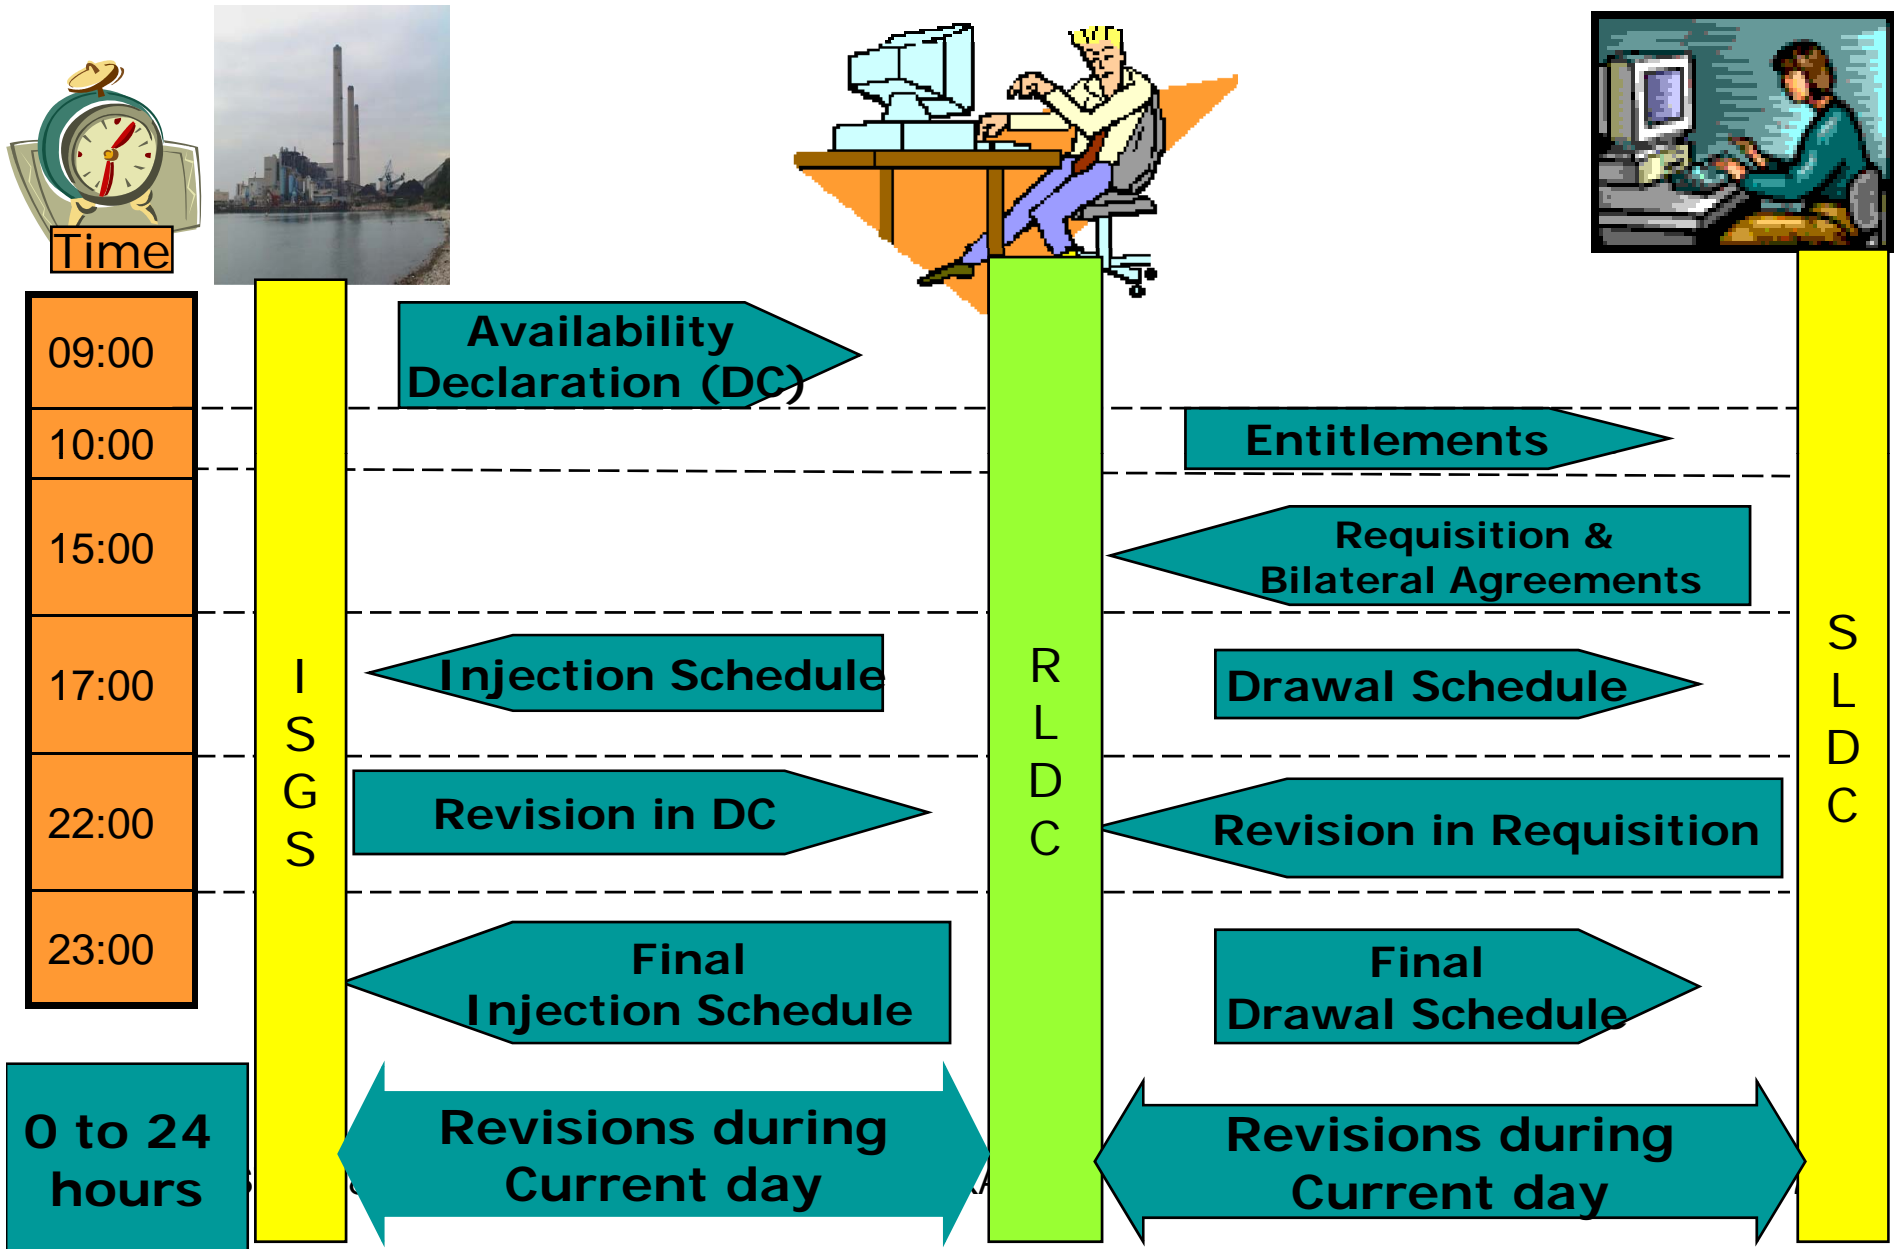 Time
09:00
Availability
Declaration (DC)
10:00
Entitlements
15:00
Requisition &
Bilateral Agreements
17:00
Injection Schedule
Drawal Schedule
22:00
Revision in DC
Revision in Requisition
23:00
Final
Injection Schedule
Final
Drawal Schedule
I
S
G
S
R
L
D
C
S
L
D
C
0 to 24
hours
Revisions during
Current day
Revisions during
Current day